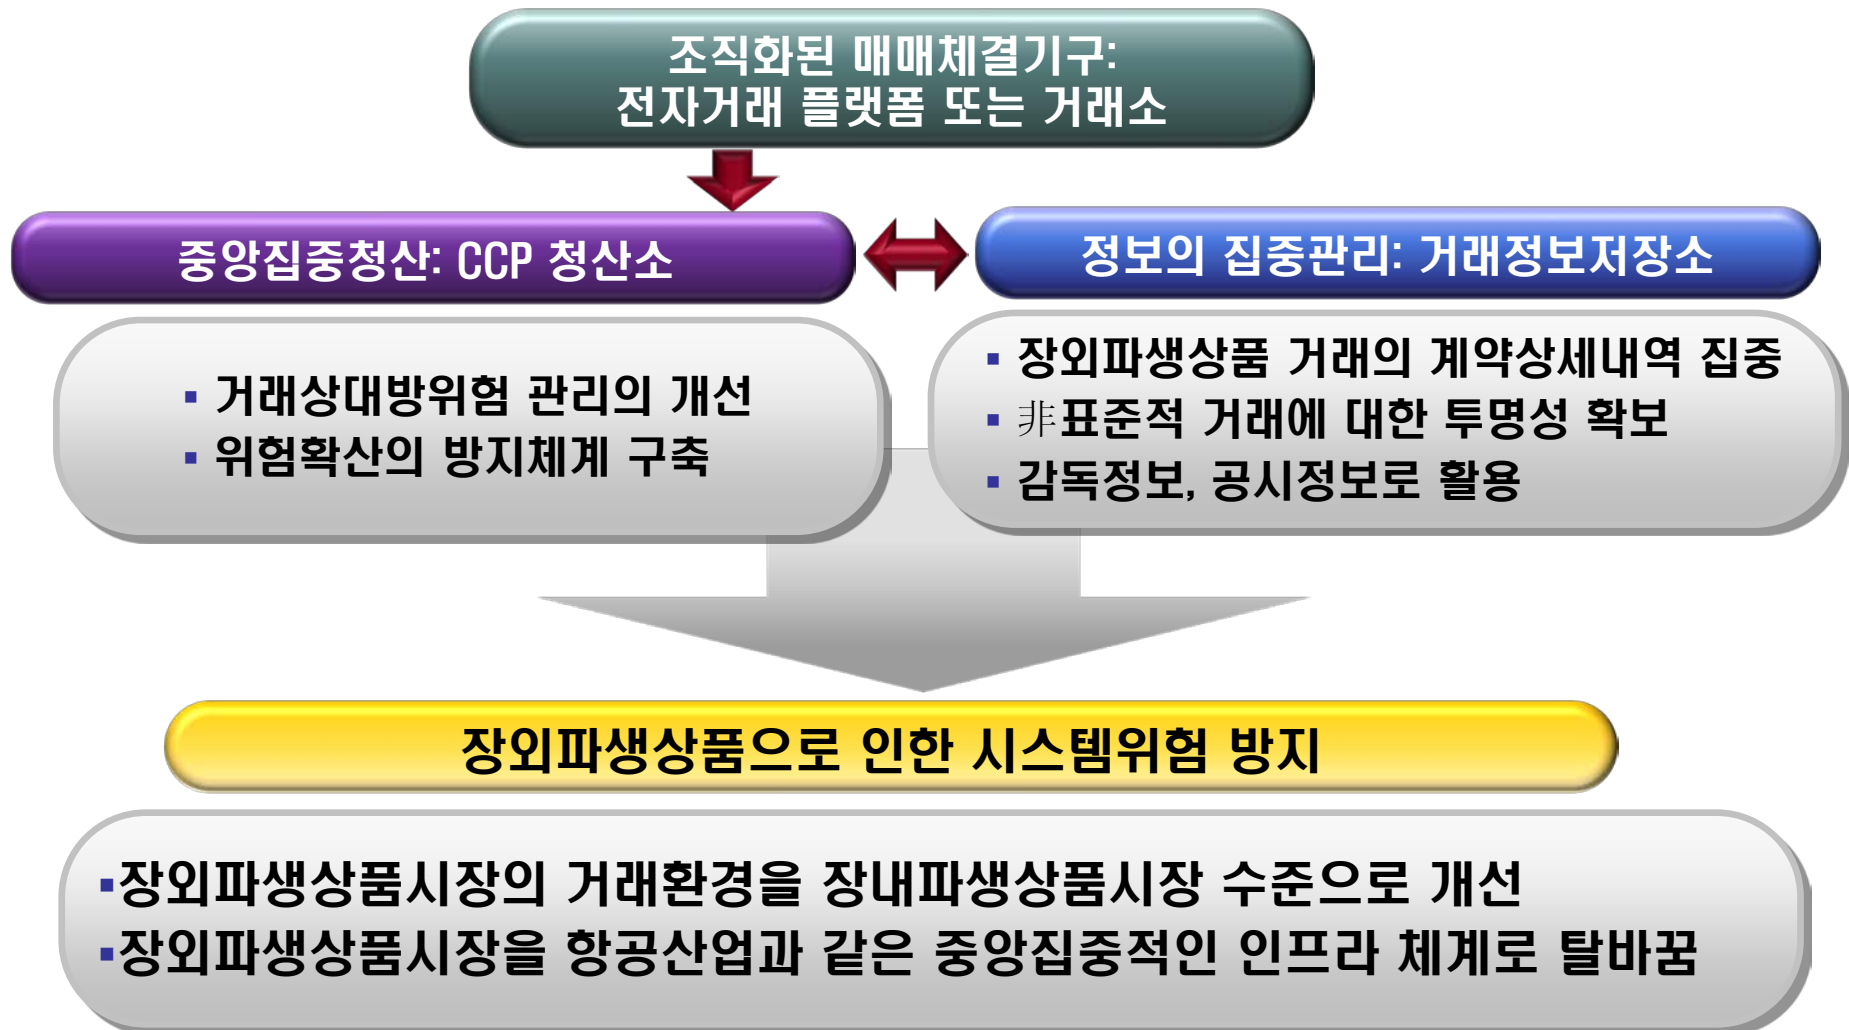 조직화된 매매체결기구:
전자거래 플랫폼 또는 거래소
중앙집중청산: CCP 청산소
정보의 집중관리: 거래정보저장소
▪ 거래상대방위험 관리의 개선
▪ 위험확산의 방지체계 구축
▪ 장외파생상품 거래의 계약상세내역 집중
▪ 非표준적 거래에 대한 투명성 확보
▪ 감독정보, 공시정보로 활용
장외파생상품으로 인한 시스템위험 방지
▪장외파생상품시장의 거래환경을 장내파생상품시장 수준으로 개선
▪장외파생상품시장을 항공산업과 같은 중앙집중적인 인프라 체계로 탈바꿈